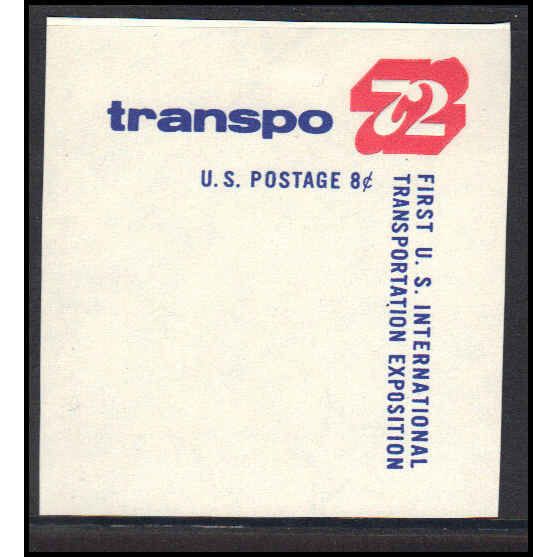 transpo 72
U.S. POSTAGE 8¢
FIRST U. S. INTERNATIONAL
TRANSPORTATION EXPOSITION